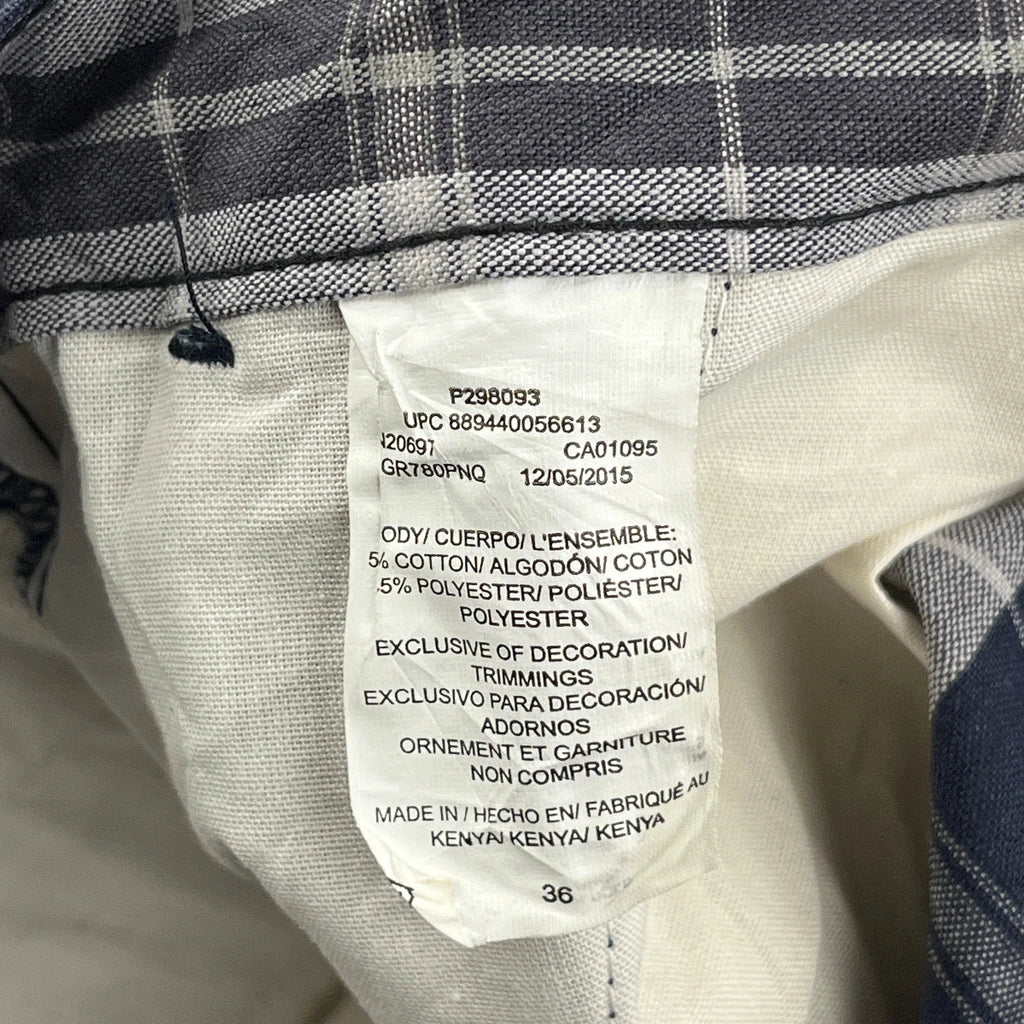 P298093
UPC 889440056613
20697 CA01095
GR780PNQ 12/05/2015
ODY/ CUERPO/ L'ENSEMBLE:
5% COTTON/ ALGODÓN/ COTON
5% POLYESTER/ POLIÉSTER/
POLYESTER
EXCLUSIVE OF DECORATION/
TRIMMINGS
EXCLUSIVO PARA DECORACIÓN/
ADORNOS
ORNEMENT ET GARNITURE
NON COMPRIS
MADE IN / HECHO EN/ FABRIQUÉ AU
KENYA/ KENYA/ KENYA
36